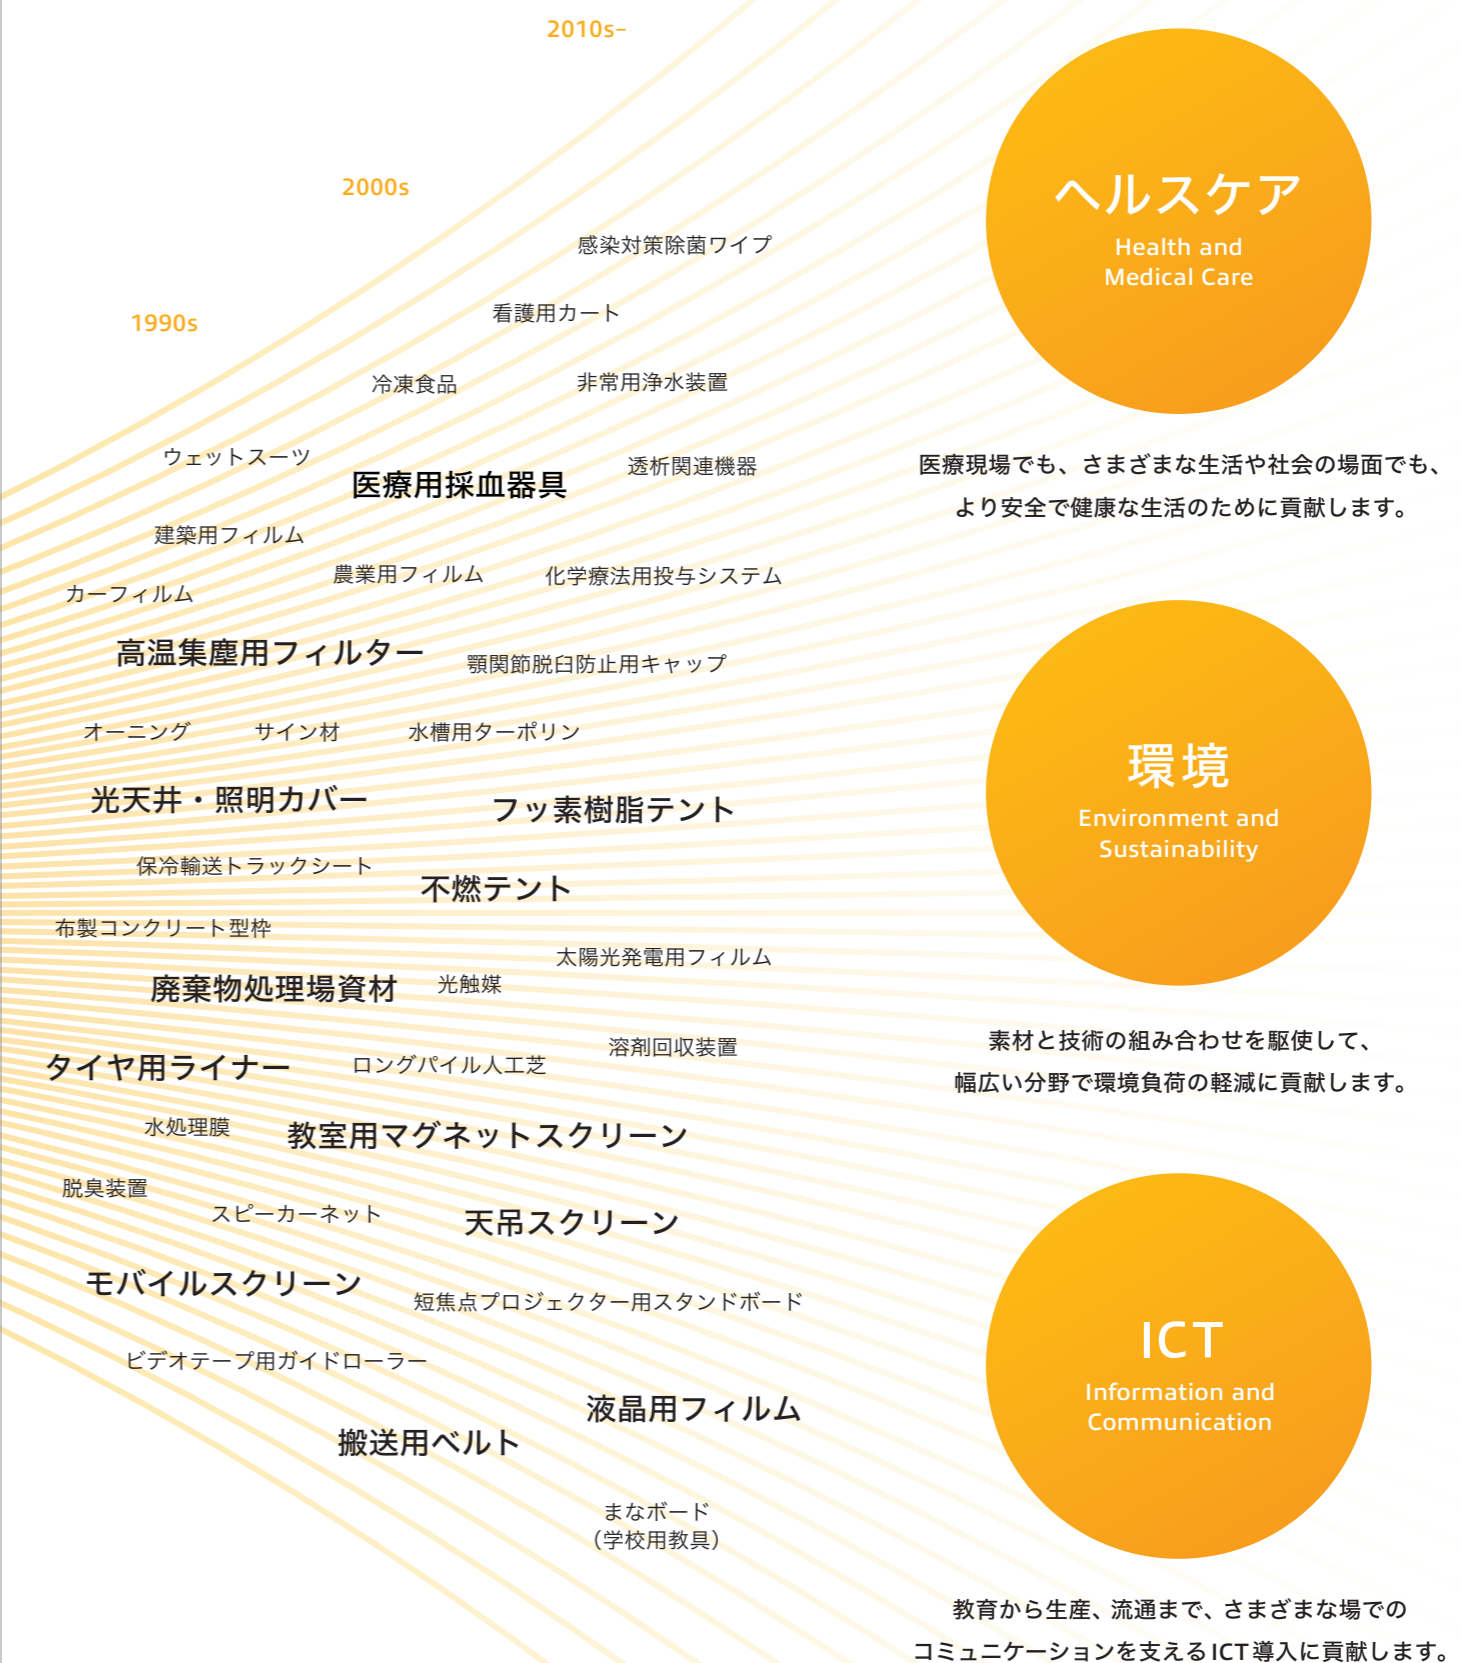 2010s–
2000s
1990s
感染対策除菌ワイプ
看護用カート
冷凍食品
非常用浄水装置
ウェットスーツ
医療用採血器具
透析関連機器
建築用フィルム
農業用フィルム
化学療法用投与システム
カーフィルム
高温集塵用フィルター
顎関節脱臼防止用キャップ
オーニング
サイン材
水槽用ターポリン
光天井・照明カバー
フッ素樹脂テント
保冷輸送トラックシート
不燃テント
布製コンクリート型枠
太陽光発電用フィルム
廃棄物処理場資材
光触媒
溶剤回収装置
タイヤ用ライナー
ロングパイル人工芝
水処理膜
教室用マグネットスクリーン
脱臭装置
スピーカーネット
天吊スクリーン
モバイルスクリーン
短焦点プロジェクター用スタンドボード
ビデオテープ用ガイドローラー
液晶用フィルム
搬送用ベルト
まなボード
（学校用教具）
ヘルスケア
Health and
Medical Care
医療現場でも、さまざまな生活や社会の場面でも、
より安全で健康な生活のために貢献します。
環境
Environment and
Sustainability
素材と技術の組み合わせを駆使して、
幅広い分野で環境負荷の軽減に貢献します。
ICT
Information and
Communication
教育から生産、流通まで、さまざまな場での
コミュニケーションを支えるICT導入に貢献します。